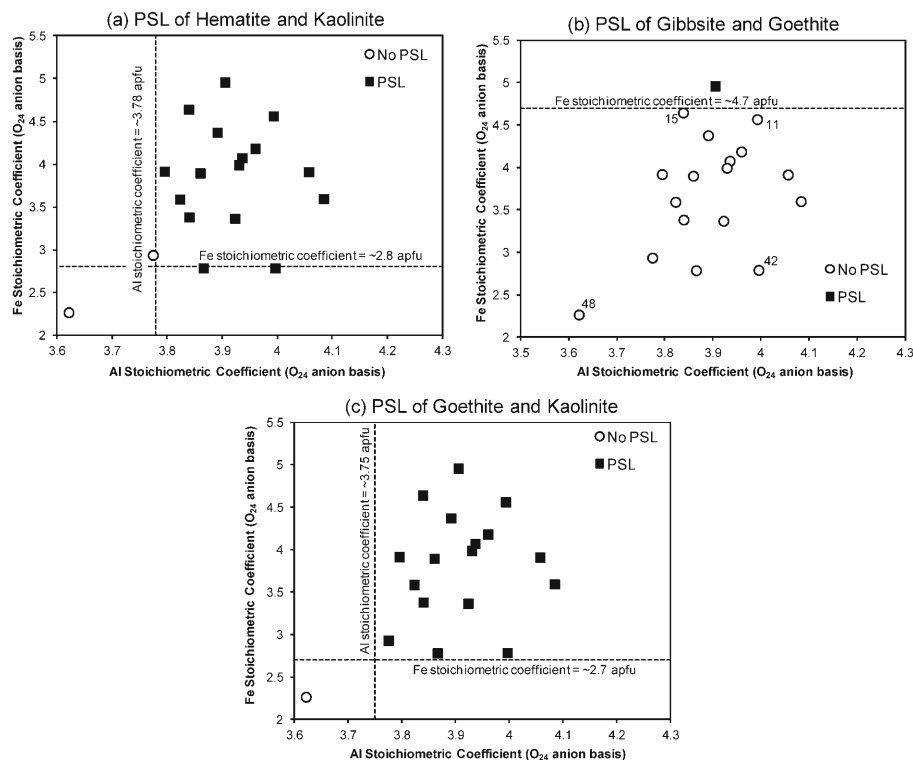 (a) PSL of Hematite and Kaolinite
5.5
5
4.5
4
3.5
3
2.5
2
3.6 3.7 3.8 3.9 4 4.1 4.2 4.3
Fe Stoichiometric Coefficient (O24 anion basis)
Al Stoichiometric Coefficient (O24 anion basis)
Al stoichiometric coefficient = ~3.78 apfu
Fe stoichiometric coefficient = ~2.8 apfu
No PSL
PSL
(b) PSL of Gibbsite and Goethite
5.5
5
4.5
4
3.5
3
2.5
2
3.5 3.6 3.7 3.8 3.9 4 4.1 4.2 4.3
Fe Stoichiometric Coefficient (O24 anion basis)
Al Stoichiometric Coefficient (O24 anion basis)
Fe stoichiometric coefficient = ~4.7 apfu
15
11
42
48
No PSL
PSL
(c) PSL of Goethite and Kaolinite
5.5
5
4.5
4
3.5
3
2.5
2
3.6 3.7 3.8 3.9 4 4.1 4.2 4.3
Fe Stoichiometric Coefficient (O24 anion basis)
Al Stoichiometric Coefficient (O24 anion basis)
Al stoichiometric coefficient = ~3.75 apfu
Fe stoichiometric coefficient = ~2.7 apfu
No PSL
PSL